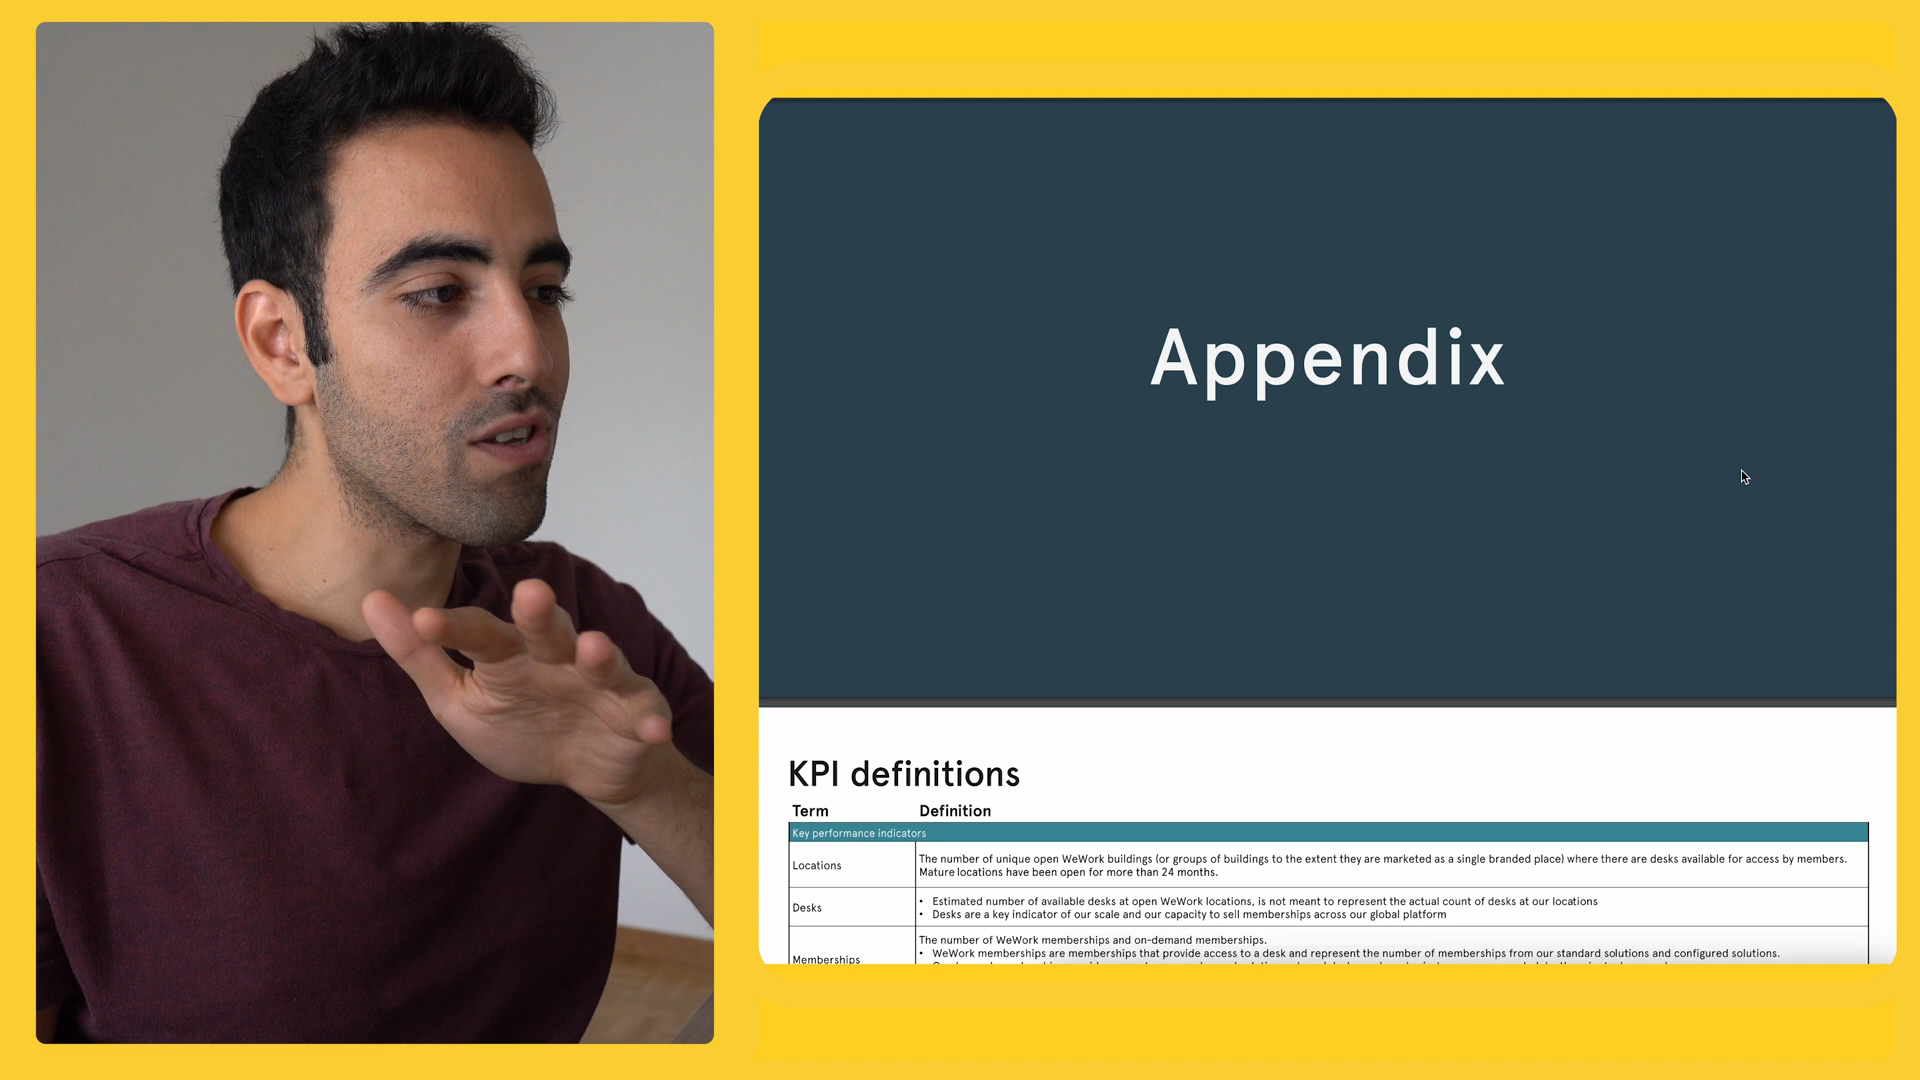 Appendix
KPI definitions
Term Definition
Key performance indicators
Locations
The number of unique open WeWork buildings (or groups of buildings to the extent they are marketed as a single branded place) where there are desks available for access by members.
Mature locations have been open for more than 24 months.
Desks
• Estimated number of available desks at open WeWork locations, is not meant to represent the actual count of desks at our locations
• Desks are a key indicator of our scale and our capacity to sell memberships across our global platform
Memberships
The number of WeWork memberships and on-demand memberships.
• WeWork memberships are memberships that provide access to a desk and represent the number of memberships from our standard solutions and configured solutions.